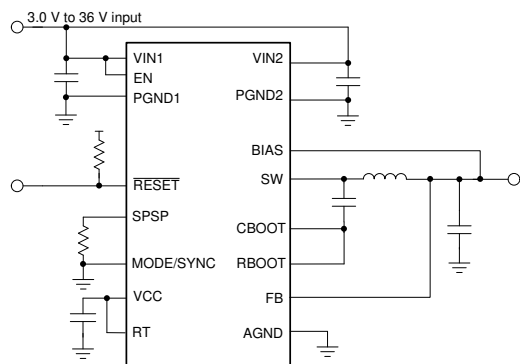 3.0 V to 36 V input
VIN1
EN
PGND1
RESET
SPSP
MODE/SYNC
VCC
RT
VIN2
PGND2
BIAS
SW
CBOOT
RBOOT
FB
AGND